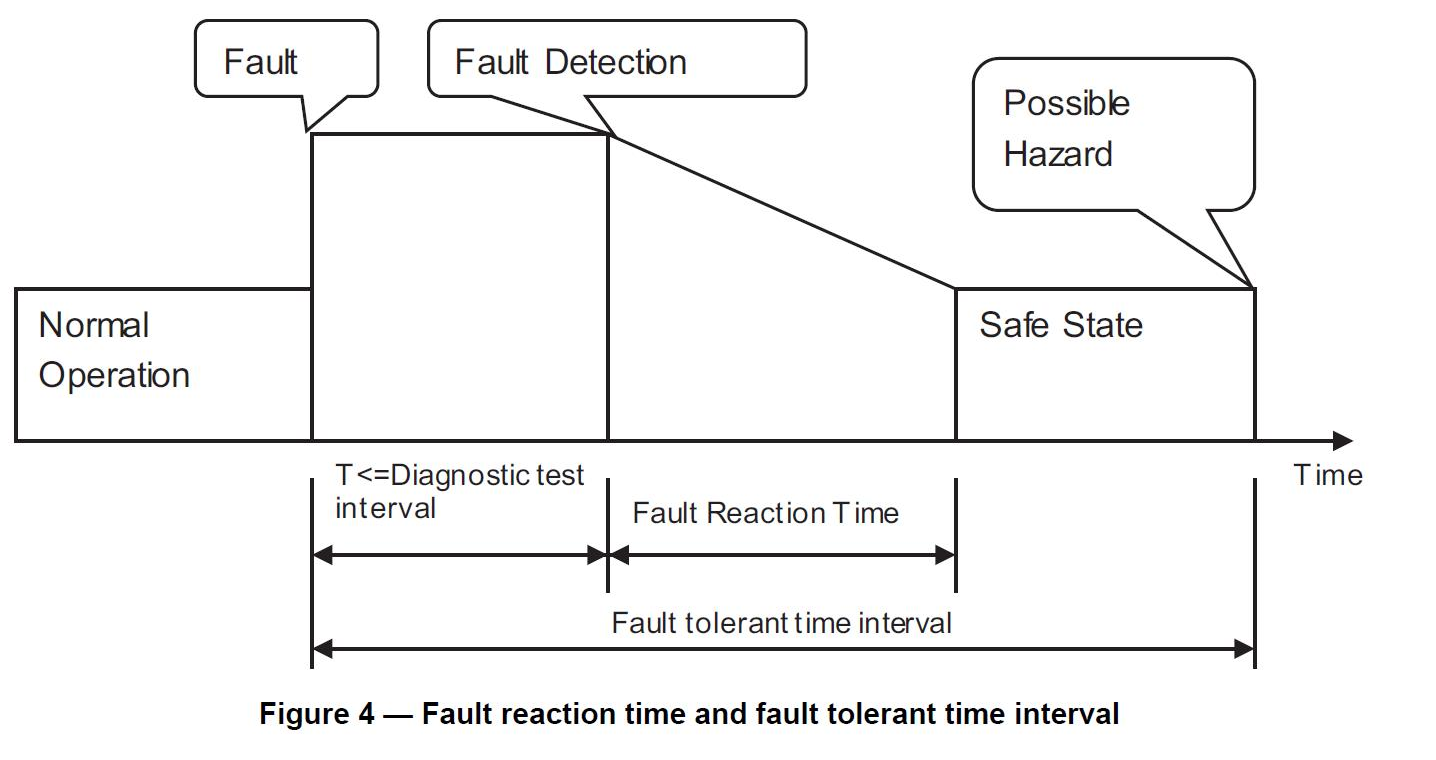 Fault
Fault Detection
Possible
Hazard
Normal
Operation
Safe State
T<=Diagnostic test
interval
Time
Fault Reaction Time
Fault tolerant time interval
Figure 4 — Fault reaction time and fault tolerant time interval